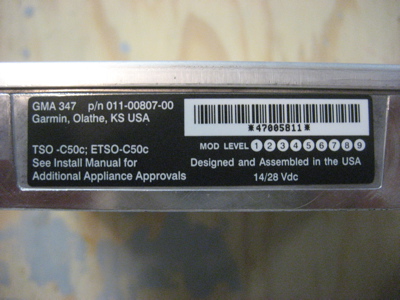 GMA 347 p/n 011-00807-00
Garmin, Olathe, KS USA
*47005811*
TSO -C50c; ETSO-C50c
See Install Manual for
Additional Appliance Approvals
MOD LEVEL 1 2 3 4 5 6 7 8 9
Designed and Assembled in the USA
14/28 Vdc